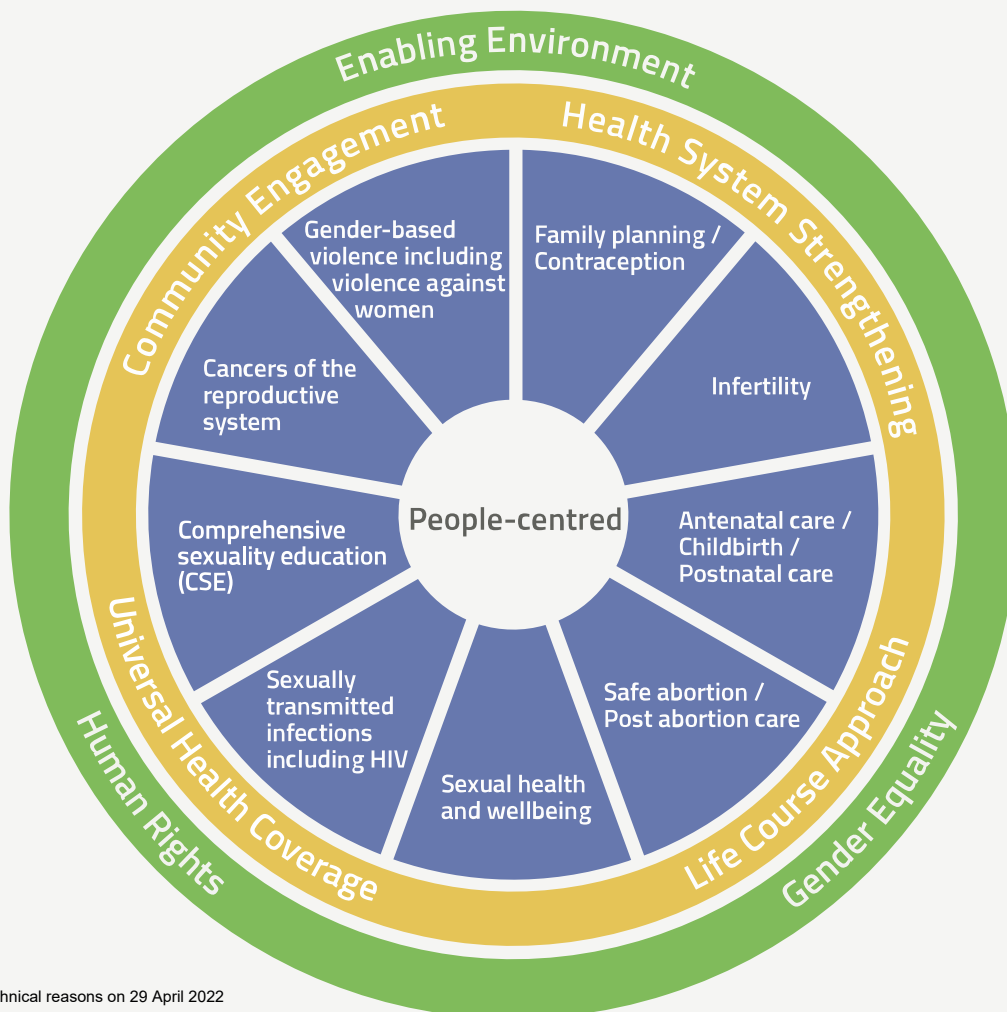 Enabling Environment
Community Engagement
Health System Strengthening
Gender-based
violence including
violence against
women
Family planning /
Contraception
Cancers of the
reproductive
system
Infertility
People-centred
Comprehensive
sexuality education
(CSE)
Antenatal care /
Childbirth /
Postnatal care
Sexually
transmitted
infections
including HIV
Safe abortion /
Post abortion care
Sexual health
and wellbeing
Universal Health Coverage
Life Course Approach
Human Rights
Gender Equality
hnical reasons on 29 April 2022